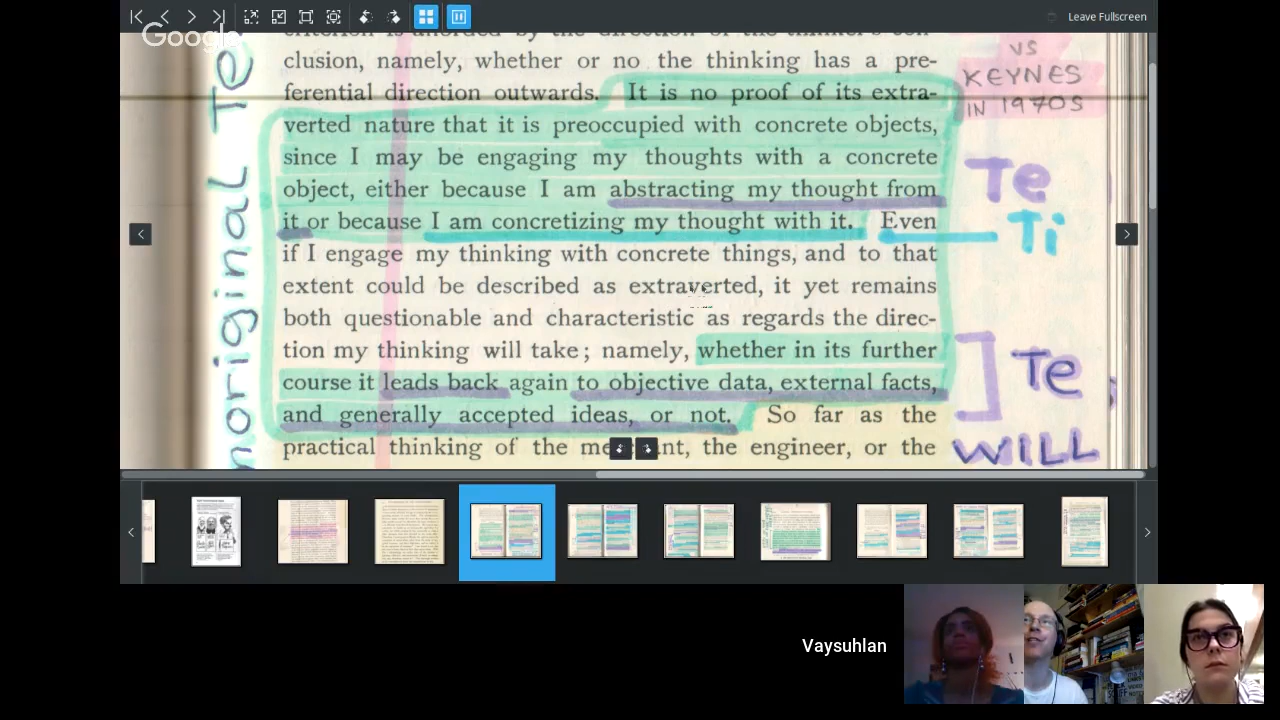 Leave Fullscreen
Google
clusion, namely, whether or no the thinking has a pre-
ferential direction outwards. It is no proof of its extra-
verted nature that it is preoccupied with concrete objects,
since I may be engaging my thoughts with a concrete
object, either because I am abstracting my thought from
it or because I am concretizing my thought with it. Even
if I engage my thinking with concrete things, and to that
extent could be described as extraverted, it yet remains
both questionable and characteristic as regards the direc-
tion my thinking will take; namely, whether in its further
course it leads back again to objective data, external facts,
and generally accepted ideas, or not. So far as the
practical thinking of the the engineer, or the
VS
KEYNES
IN 1970S
Te
Ti
Te
WILL
Te
Vaysuhlan